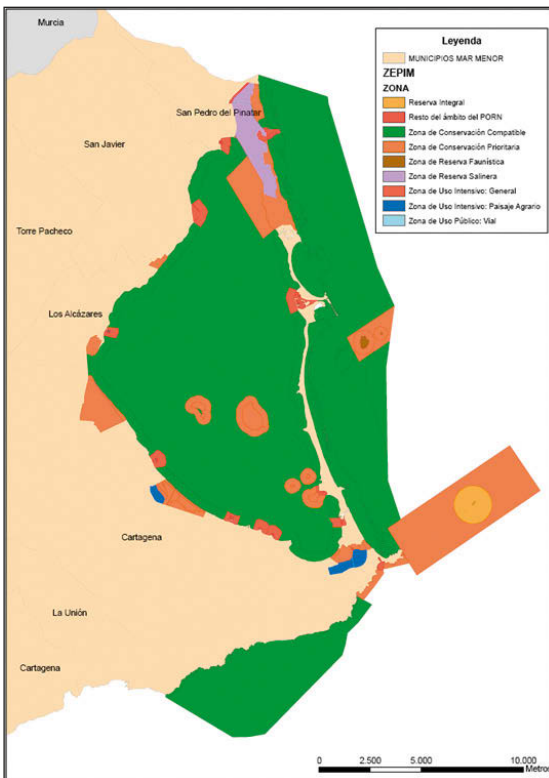 Murcia
San Pedro del Pinatar
San Javier
Torre Pacheco
Los Alcázares
Cartagena
La Unión
Cartagena
Leyenda
MUNICIPIOS MAR MENOR
ZEPIM
ZONA
Reserva Integral
Resto del ámbito del PORN
Zona de Conservación Compatible
Zona de Conservación Prioritaria
Zona de Reserva Faunística
Zona de Reserva Salinera
Zona de Uso Intensivo: General
Zona de Uso Intensivo: Paisaje Agrario
Zona de Uso Público: Vial
0 2.500 5.000 10.000
Metros